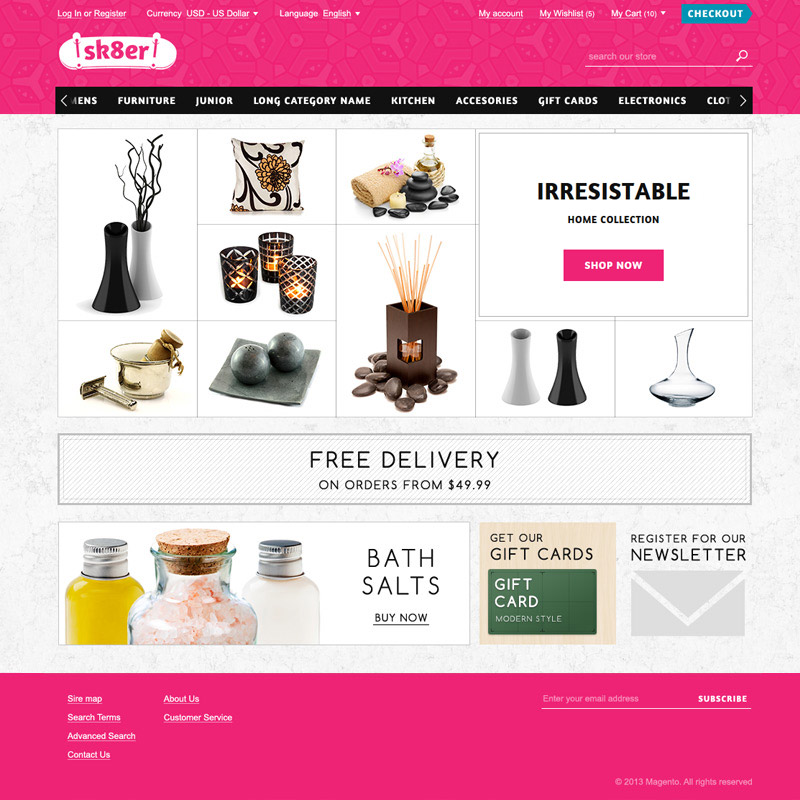 Log In or Register Currency USD - US Dollar Language English My account My Wishlist (5) My Cart (10) CHECKOUT
sk8er
search our store
MENS FURNITURE JUNIOR LONG CATEGORY NAME KITCHEN ACCESORIES GIFT CARDS ELECTRONICS CLOT
IRRESISTABLE
HOME COLLECTION
SHOP NOW
FREE DELIVERY
ON ORDERS FROM $49.99
BATH
SALTS
BUY NOW
GET OUR
GIFT CARDS
GIFT
CARD
MODERN STYLE
REGISTER FOR OUR
NEWSLETTER
Sire map About Us
Search Terms Customer Service
Advanced Search
Contact Us
Enter your email address SUBSCRIBE
© 2013 Magento. All rights reserved